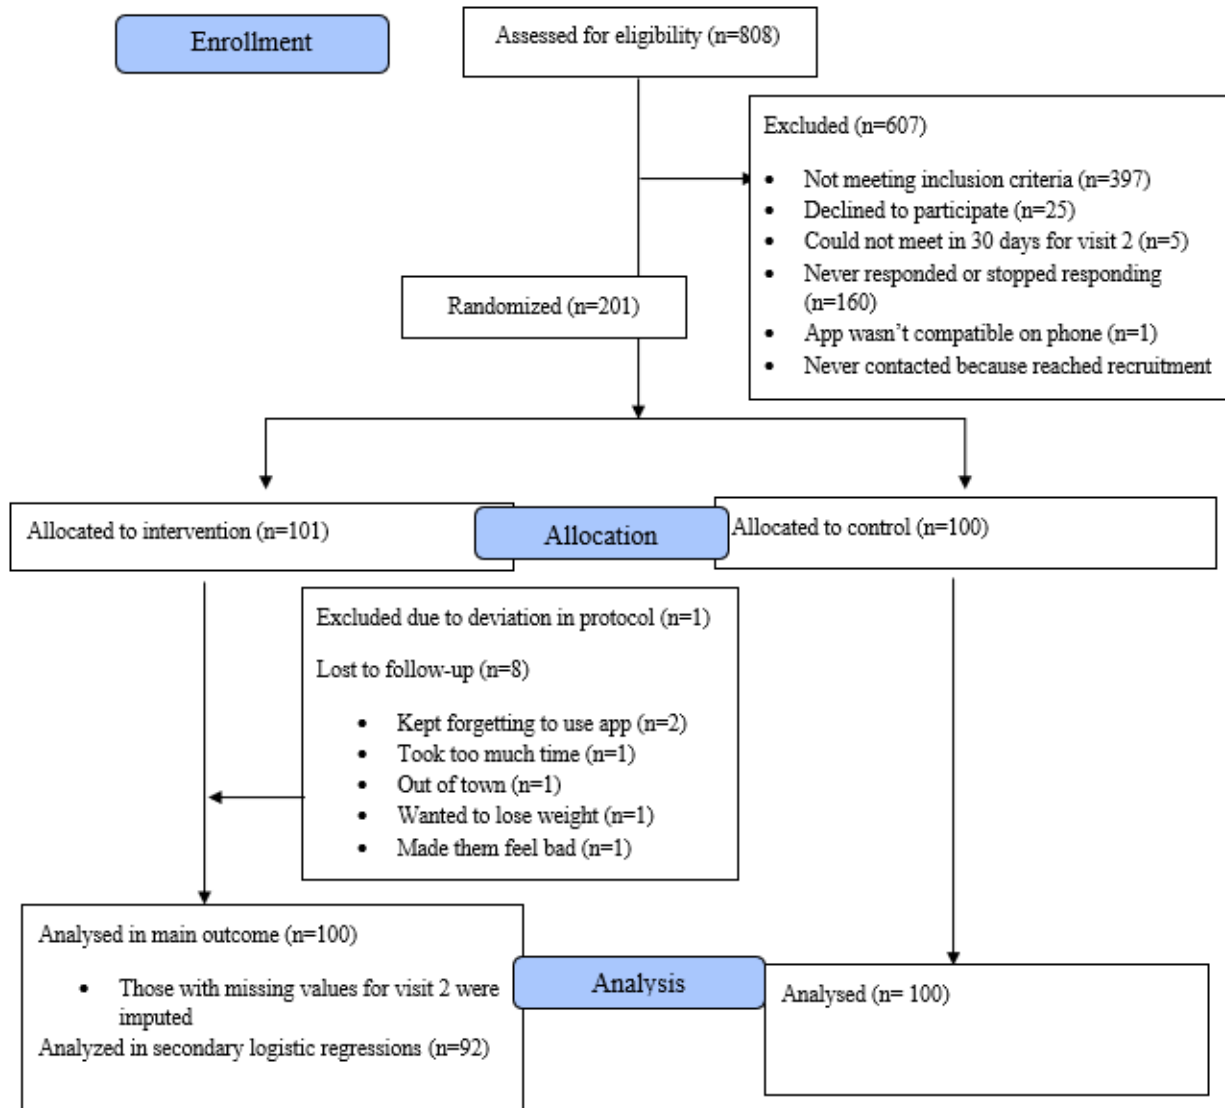 Enrollment
Assessed for eligibility (n=808)
Excluded (n=607)
• Not meeting inclusion criteria (n=397)
• Declined to participate (n=25)
• Could not meet in 30 days for visit 2 (n=5)
• Never responded or stopped responding
(n=160)
• App wasn't compatible on phone (n=1)
• Never contacted because reached recruitment
Randomized (n=201)
Allocated to intervention (n=101)
Allocation
Allocated to control (n=100)
Excluded due to deviation in protocol (n=1)
Lost to follow-up (n=8)
• Kept forgetting to use app (n=2)
• Took too much time (n=1)
• Out of town (n=1)
• Wanted to lose weight (n=1)
• Made them feel bad (n=1)
Analysed in main outcome (n=100)
• Those with missing values for visit 2 were
imputed
Analyzed in secondary logistic regressions (n=92)
Analysis
Analysed (n= 100)